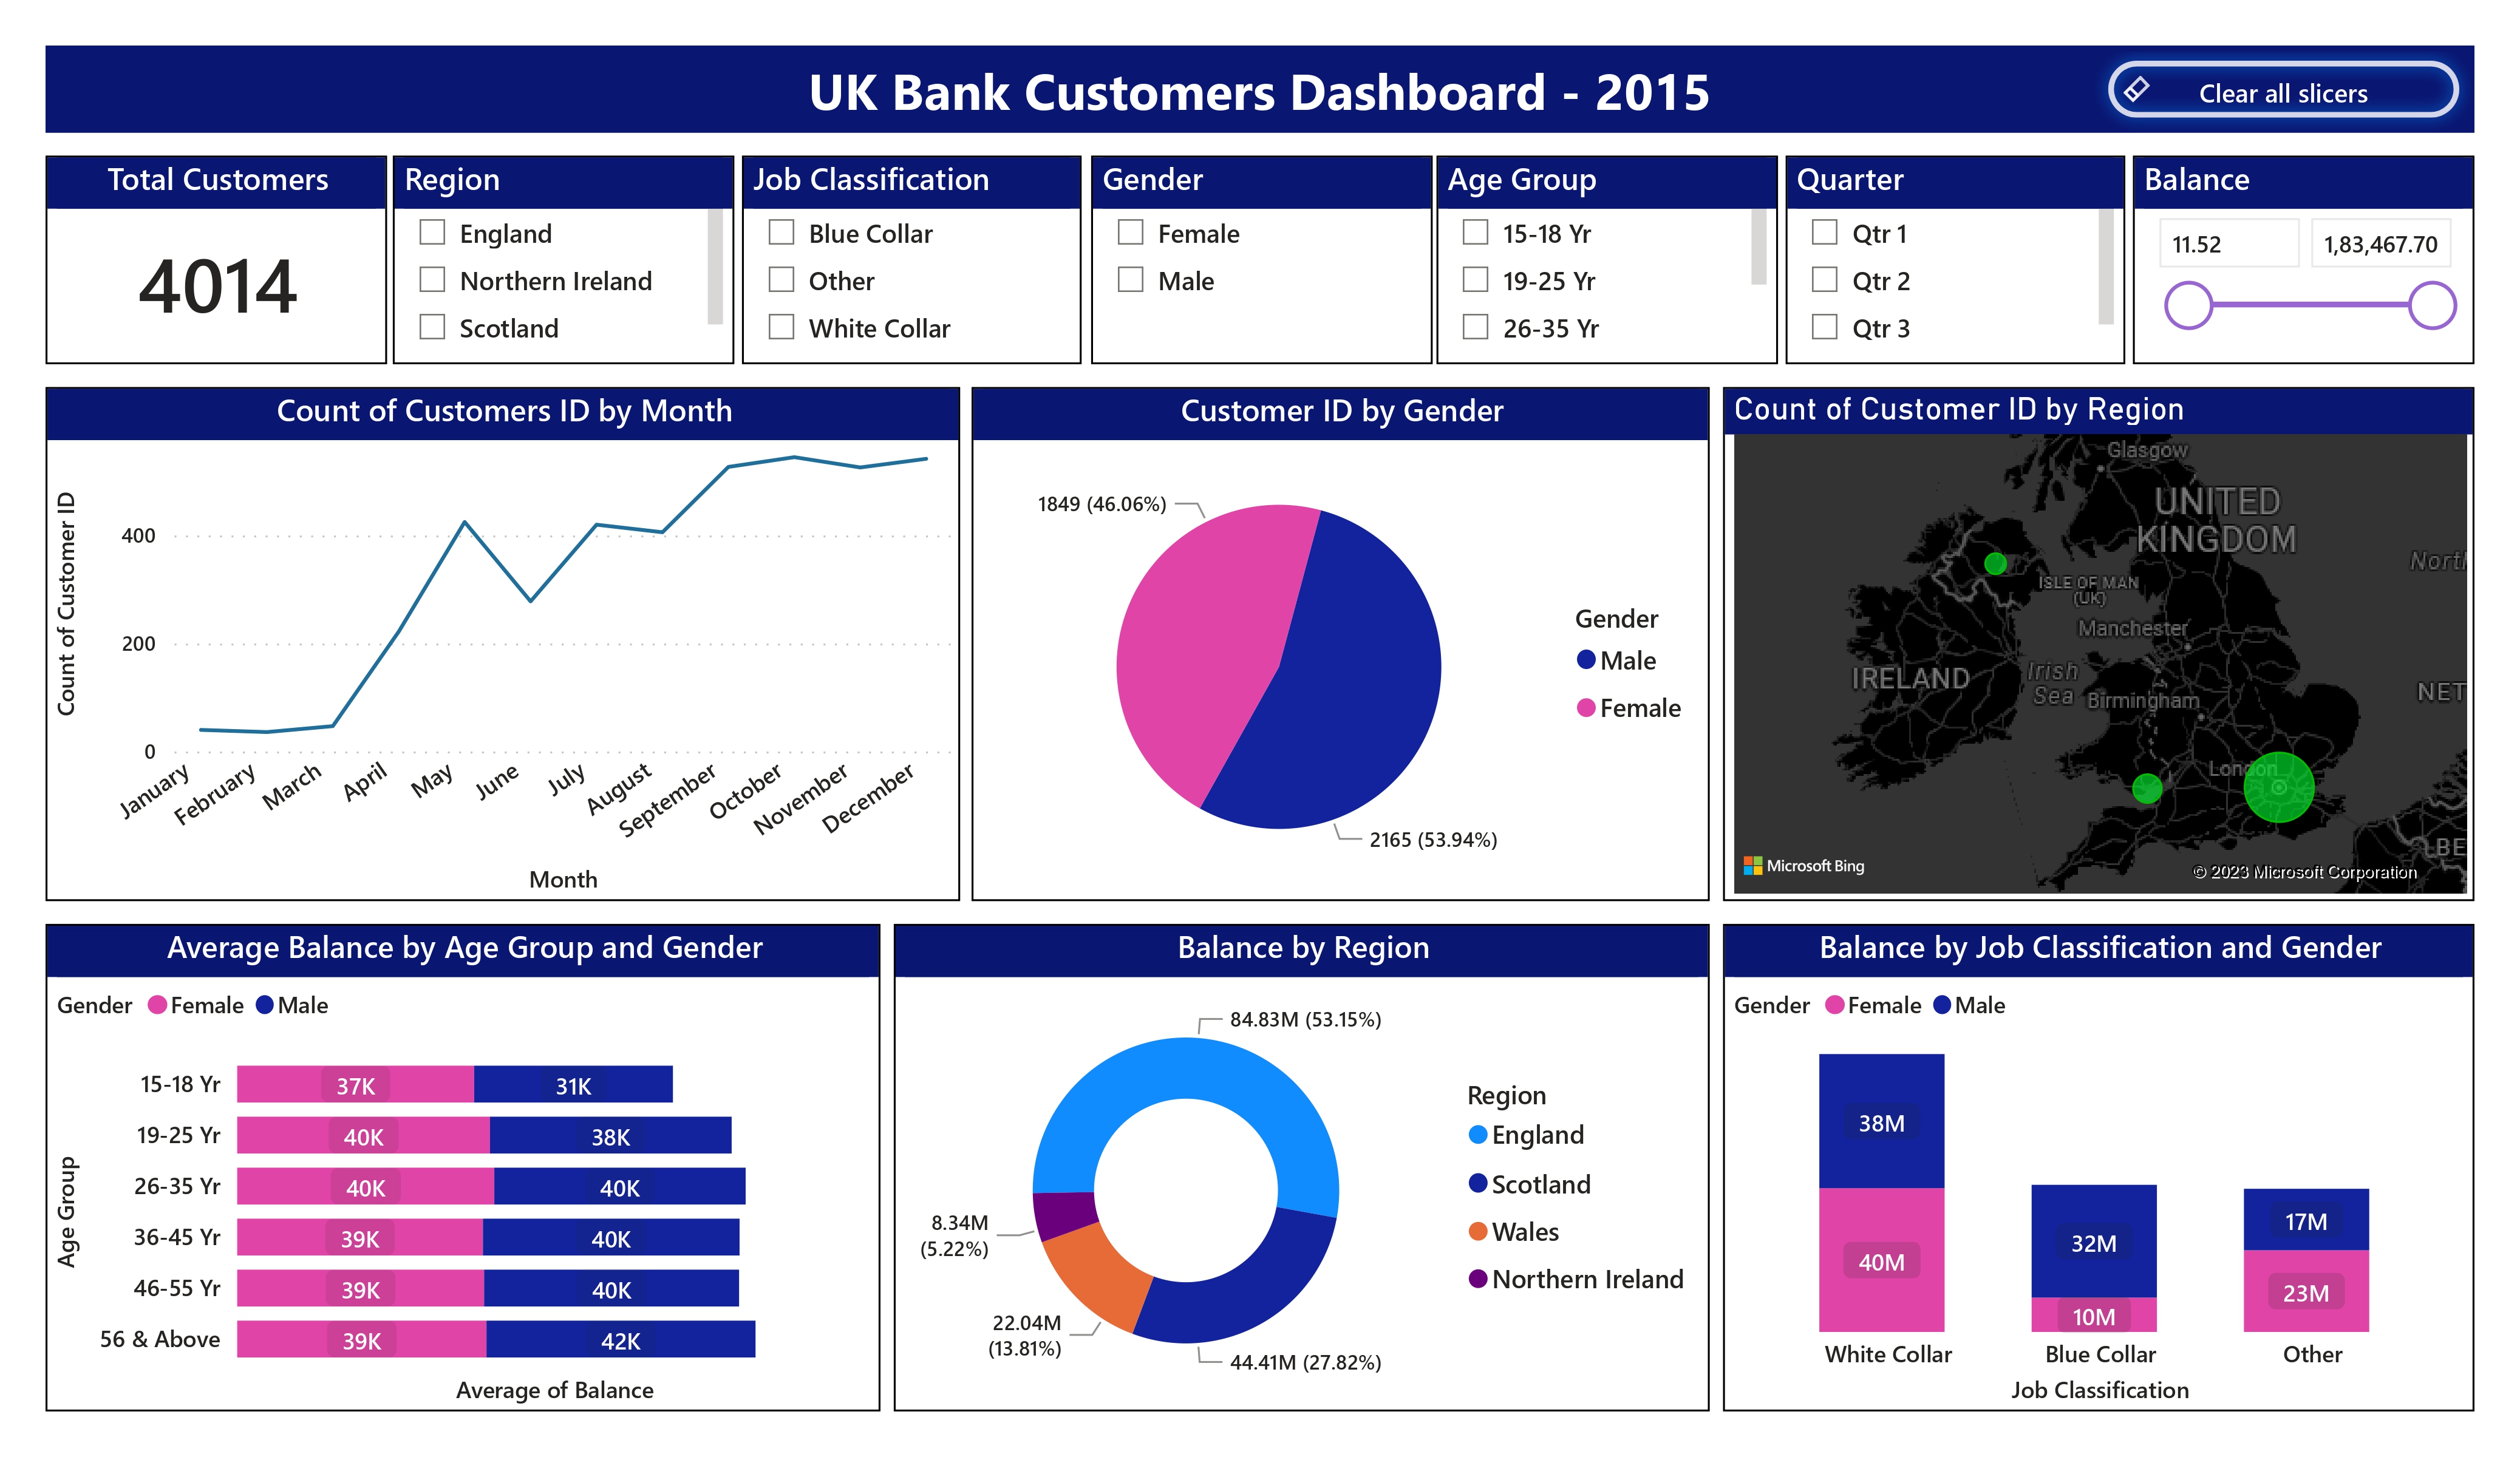 UK Bank Customers Dashboard - 2015
Clear all slicers
Total Customers
4014
Region
England
Northern Ireland
Scotland
Job Classification
Blue Collar
Other
White Collar
Gender
Female
Male
Age Group
15-18 Yr
19-25 Yr
26-35 Yr
Quarter
Qtr 1
Qtr 2
Qtr 3
Balance
11.52
1,83,467.70
Count of Customers ID by Month
Count of Customer ID
400
200
0
January
February
March
April
May
June
July
August
September
October
November
December
Month
Customer ID by Gender
1849 (46.06%)
2165 (53.94%)
Gender
Male
Female
Count of Customer ID by Region
Glasgow
UNITED
KINGDOM
North
ISLE OF MAN
(UK)
Manchester
IRELAND
Irish
Sea
Birmingham
NET
London
BE
Microsoft Bing
© 2023 Microsoft Corporation
Average Balance by Age Group and Gender
Gender Female Male
Age Group
15-18 Yr 37K 31K
19-25 Yr 40K 38K
26-35 Yr 40K 40K
36-45 Yr 39K 40K
46-55 Yr 39K 40K
56 & Above 39K 42K
Average of Balance
Balance by Region
84.83M (53.15%)
8.34M
(5.22%)
22.04M
(13.81%)
44.41M (27.82%)
Region
England
Scotland
Wales
Northern Ireland
Balance by Job Classification and Gender
Gender Female Male
38M
40M
32M
10M
17M
23M
White Collar
Blue Collar
Other
Job Classification